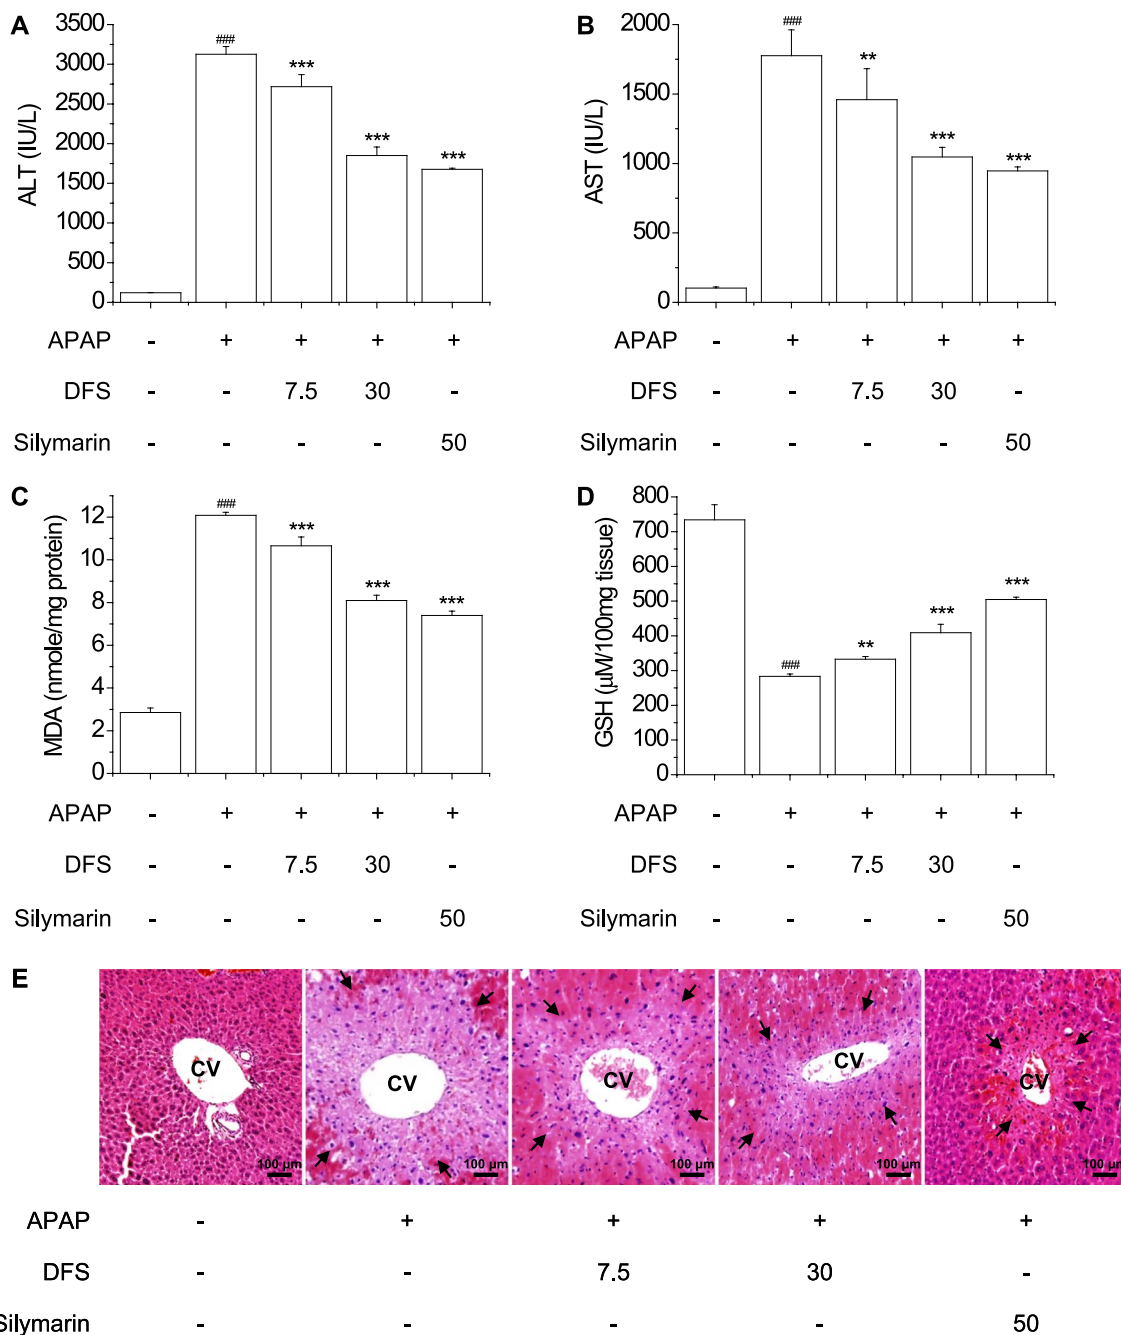 A
ALT (IU/L)
3500
3000
2500
2000
1500
1000
500
0
###
***
***
***
APAP - + + + +
DFS - - 7.5 30 -
Silymarin - - - - 50
B
AST (IU/L)
2000
1500
1000
500
0
###
**
***
***
APAP - + + + +
DFS - - 7.5 30 -
Silymarin - - - - 50
C
MDA (nmole/mg protein)
12
10
8
6
4
2
0
###
***
***
***
APAP - + + + +
DFS - - 7.5 30 -
Silymarin - - - - 50
D
GSH (µM/100mg tissue)
800
700
600
500
400
300
200
100
0
###
**
***
***
APAP - + + + +
DFS - - 7.5 30 -
Silymarin - - - - 50
E
CV CV CV CV CV
100 µm 100 µm 100 µm 100 µm 100 µm
APAP - + + + +
DFS - - 7.5 30 -
Silymarin - - - - 50